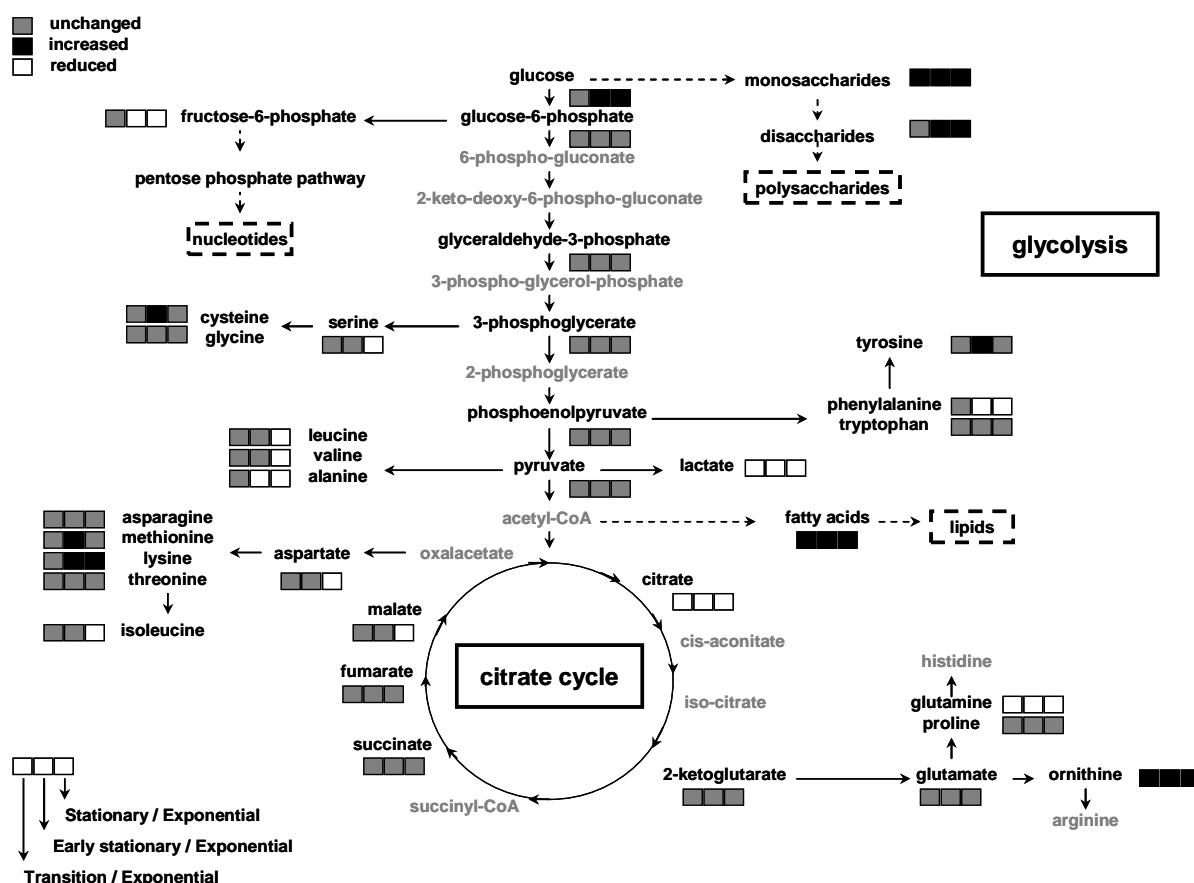 unchanged
increased
reduced
glucose
monosaccharides
fructose-6-phosphate
glucose-6-phosphate
disaccharides
6-phospho-gluconate
pentose phosphate pathway
polysaccharides
2-keto-deoxy-6-phospho-gluconate
nucleotides
glyceraldehyde-3-phosphate
glycolysis
3-phospho-glycerol-phosphate
cysteine
serine
3-phosphoglycerate
glycine
tyrosine
2-phosphoglycerate
phosphoenolpyruvate
phenylalanine
tryptophan
leucine
valine
alanine
pyruvate
lactate
asparagine
methionine
lysine
threonine
isoleucine
aspartate
oxalacetate
acetyl-CoA
fatty acids
lipids
citrate
malate
cis-aconitate
fumarate
citrate cycle
iso-citrate
histidine
glutamine
proline
succinate
2-ketoglutarate
glutamate
ornithine
succinyl-CoA
arginine
Stationary / Exponential
Early stationary / Exponential
Transition / Exponential